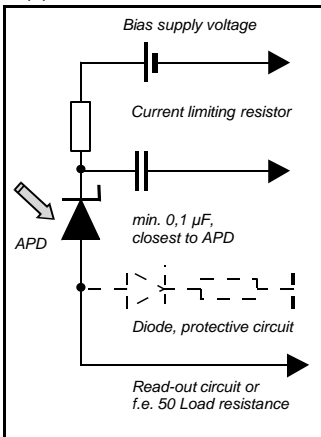 Bias supply voltage
Current limiting resistor
min. 0,1 µF,
closest to APD
APD
Diode, protective circuit
Read-out circuit or
f.e. 50 Load resistance